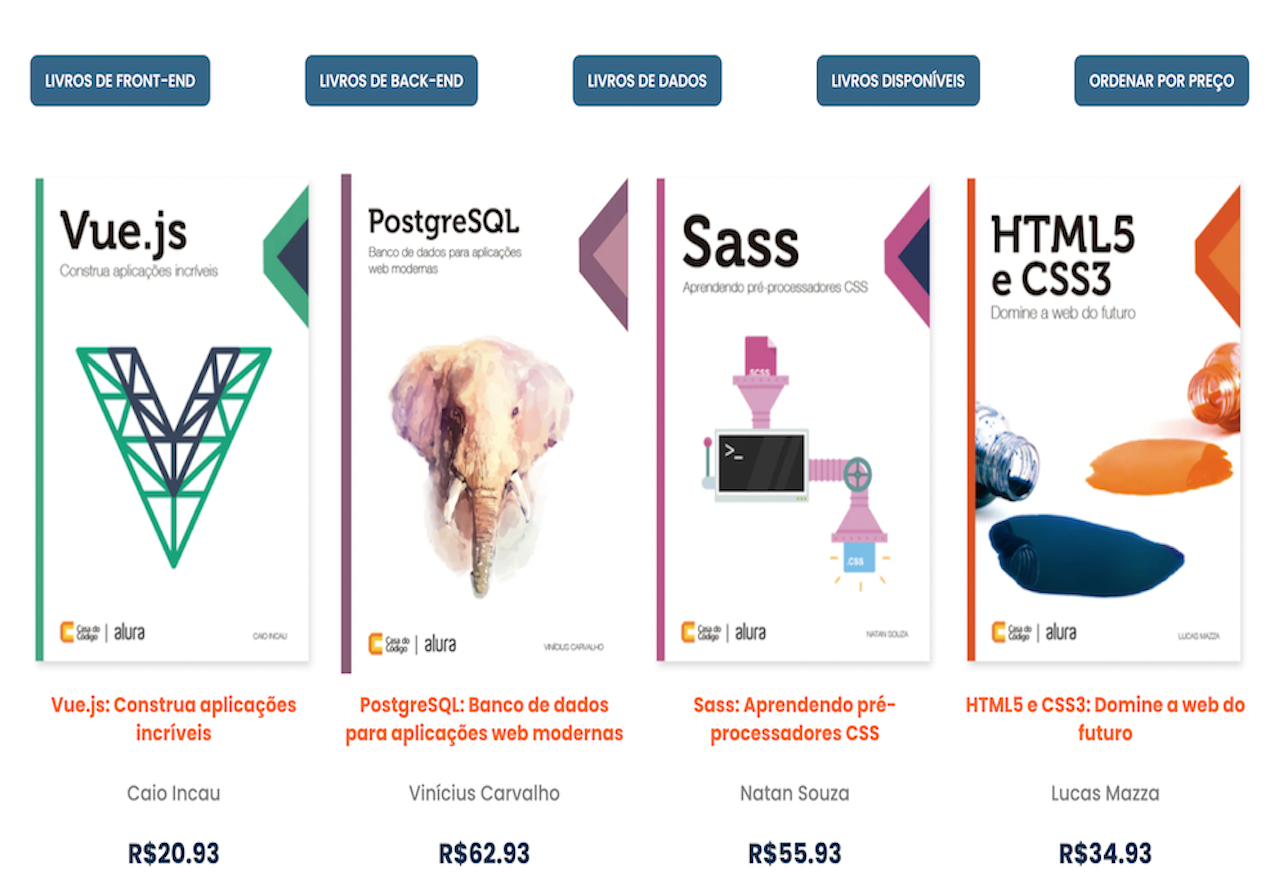 LIVROS DE FRONT-END
LIVROS DE BACK-END
LIVROS DE DADOS
LIVROS DISPONÍVEIS
ORDENAR POR PREÇO
Vue.js
Construa aplicações incríveis
Casa do
Código
alura
CAIO INCAU
PostgreSQL
Banco de dados para aplicações
web modernas
Casa do
Código
alura
VINÍCIUS CARVALHO
Sass
Aprendendo pré-processadores CSS
SCSS
>_
.CSS
Casa do
Código
alura
NATAN SOUZA
HTML5
e CSS3
Domine a web do futuro
Casa do
Código
alura
LUCAS MAZZA
Vue.js: Construa aplicações
incríveis
Caio Incau
R$20.93
PostgreSQL: Banco de dados
para aplicações web modernas
Vinícius Carvalho
R$62.93
Sass: Aprendendo pré-
processadores CSS
Natan Souza
R$55.93
HTML5 e CSS3: Domine a web do
futuro
Lucas Mazza
R$34.93